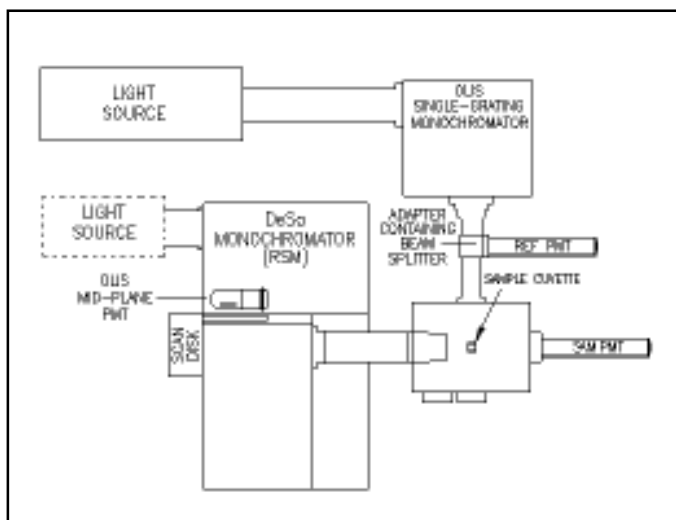 LIGHT
SOURCE
OLIS
SINGLE-GRATING
MONOCHROMATOR
LIGHT
SOURCE
DeSa
MONOCHROMATOR
(RSM)
ADAPTER
CONTAINING
BEAM
SPLITTER
REF PMT
OLIS
MID-PLANE
PMT
SAMPLE CUVETTE
SCAN
DISK
SAM PMT